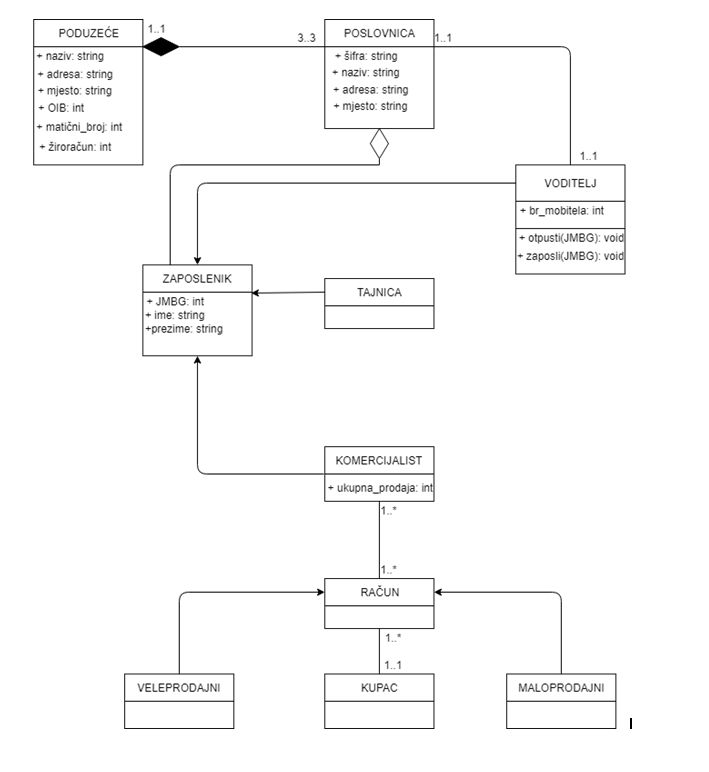 PODUZEĆE
+ naziv: string
+ adresa: string
+ mjesto: string
+ OIB: int
+ matični_broj: int
+ žiroračun: int
1..1
3..3
POSLOVNICA
+ šifra: string
+ naziv: string
+ adresa: string
+ mjesto: string
1..1
1..1
VODITELJ
+ br_mobitela: int
+ otpusti(JMBG): void
+ zaposli(JMBG): void
ZAPOSLENIK
+ JMBG: int
+ ime: string
+prezime: string
TAJNICA
KOMERCIJALIST
+ ukupna_prodaja: int
1..*
1..*
RAČUN
1..*
1..1
VELEPRODAJNI
KUPAC
MALOPRODAJNI